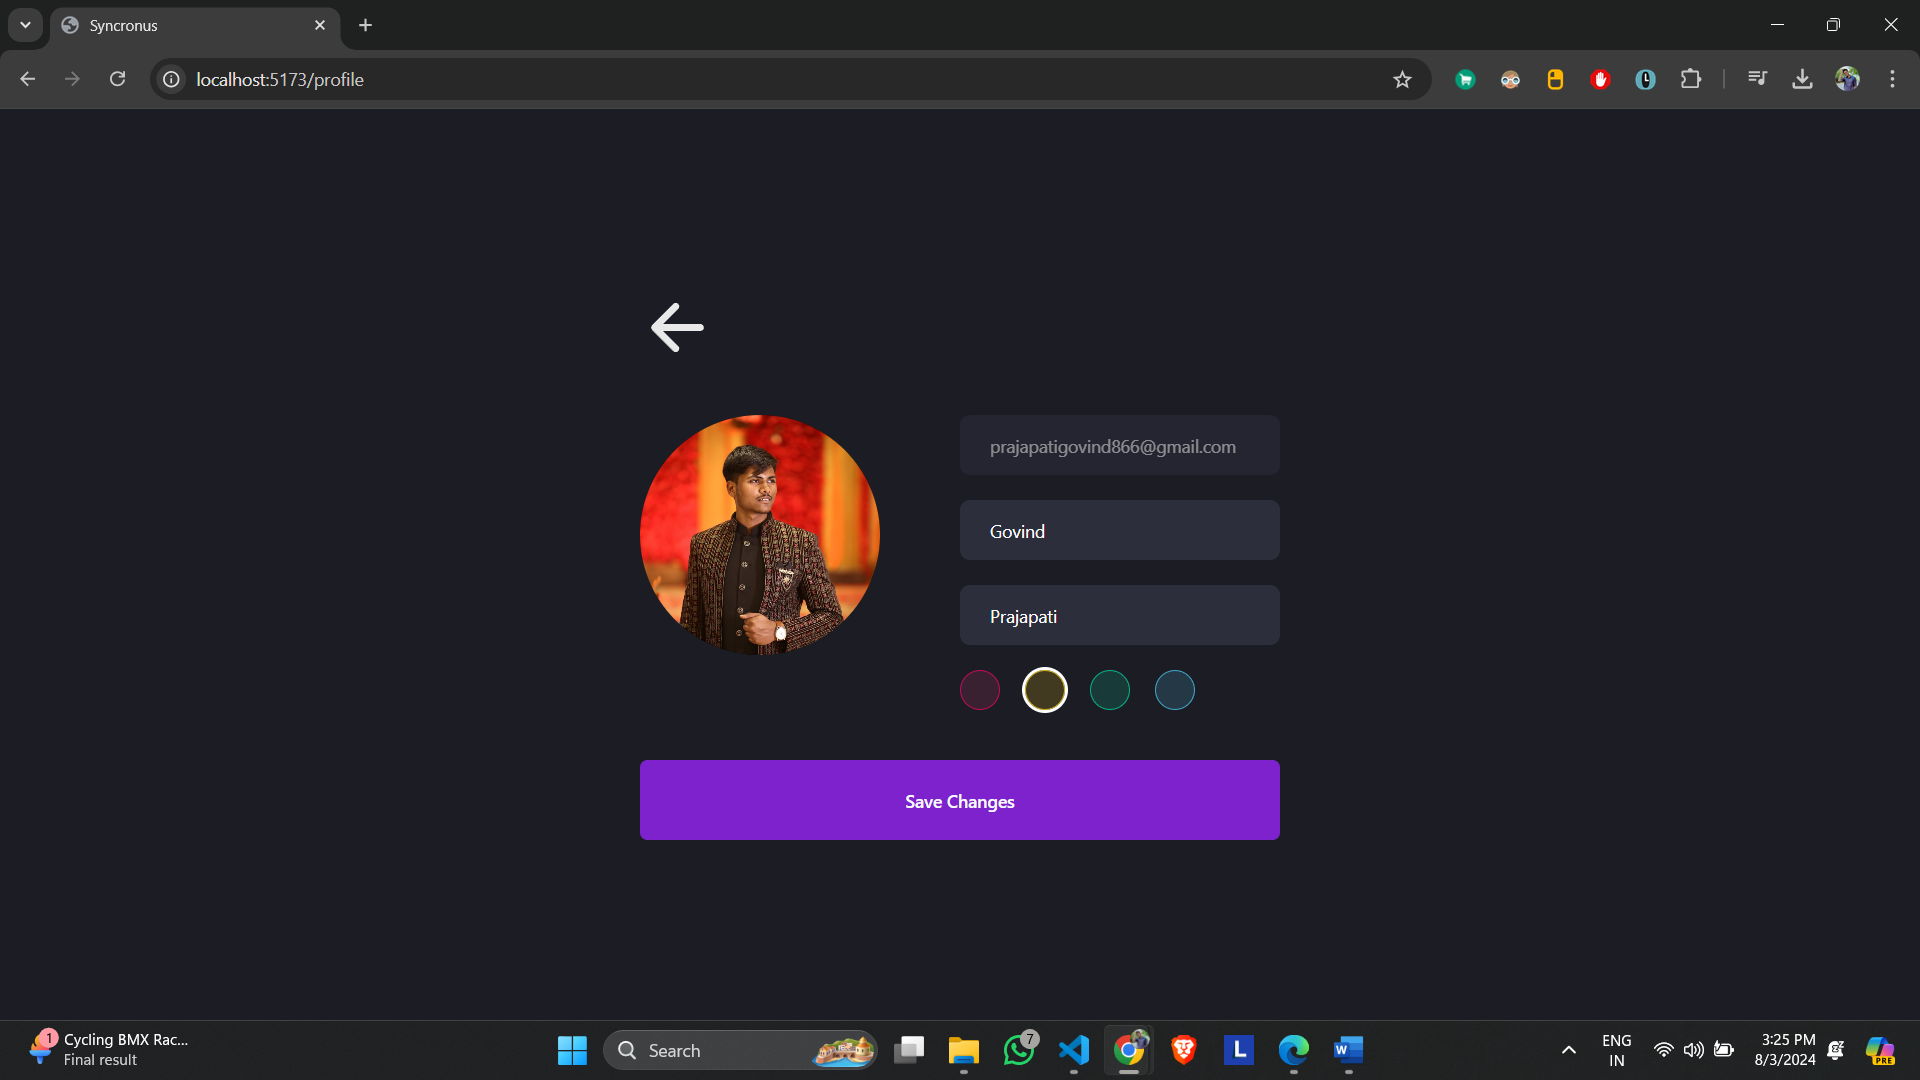 Syncronus
localhost:5173/profile
prajapatigovind866@gmail.com
Govind
Prajapati
Save Changes
1
Cycling BMX Rac...
Final result
Search
7
L
W
ENG
IN
3:25 PM
8/3/2024
PRE